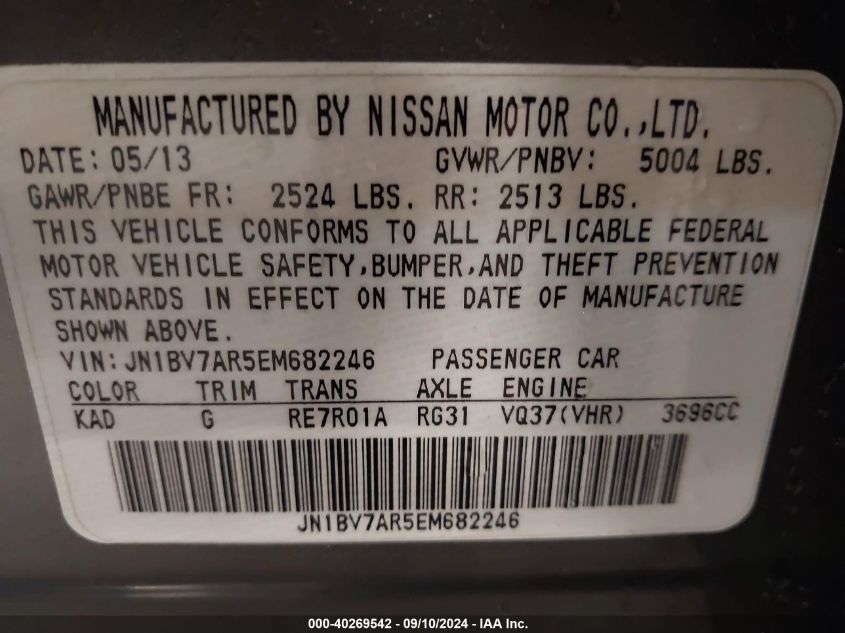 MANUFACTURED BY NISSAN MOTOR CO.,LTD.
DATE: 05/13 GVWR/PNBV: 5004 LBS.
GAWR/PNBE FR: 2524 LBS. RR: 2513 LBS.
THIS VEHICLE CONFORMS TO ALL APPLICABLE FEDERAL
MOTOR VEHICLE SAFETY,BUMPER,AND THEFT PREVENTION
STANDARDS IN EFFECT ON THE DATE OF MANUFACTURE
SHOWN ABOVE.
VIN:JN1BV7AR5EM682246 PASSENGER CAR
COLOR TRIM TRANS AXLE ENGINE
KAD G RE7R01A RG31 VQ37(VHR) 3696CC
JN1BV7AR5EM682246
000-40269542 - 09/10/2024 - IAA Inc.